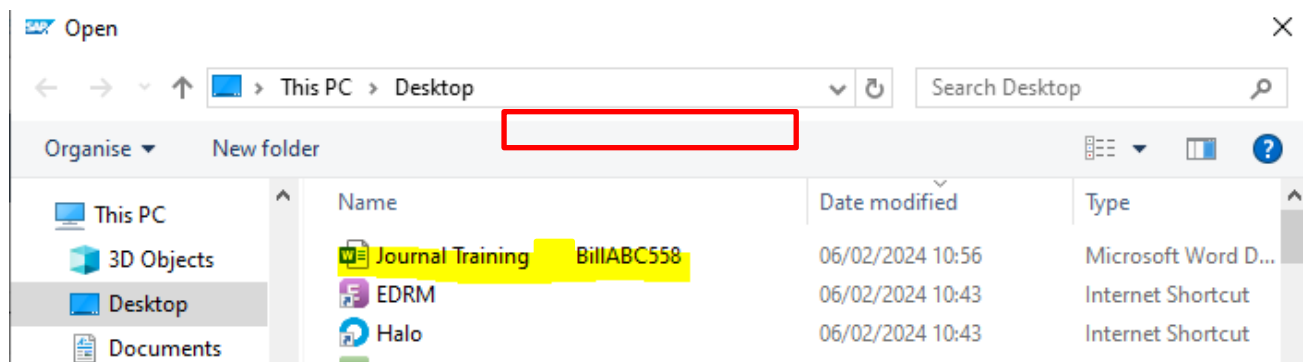 SAP Open
This PC > Desktop Search Desktop
Organise New folder ?
This PC Name Date modified Type
3D Objects Journal Training BillABC558 06/02/2024 10:56 Microsoft Word D...
Desktop EDRM 06/02/2024 10:43 Internet Shortcut
Documents Halo 06/02/2024 10:43 Internet Shortcut